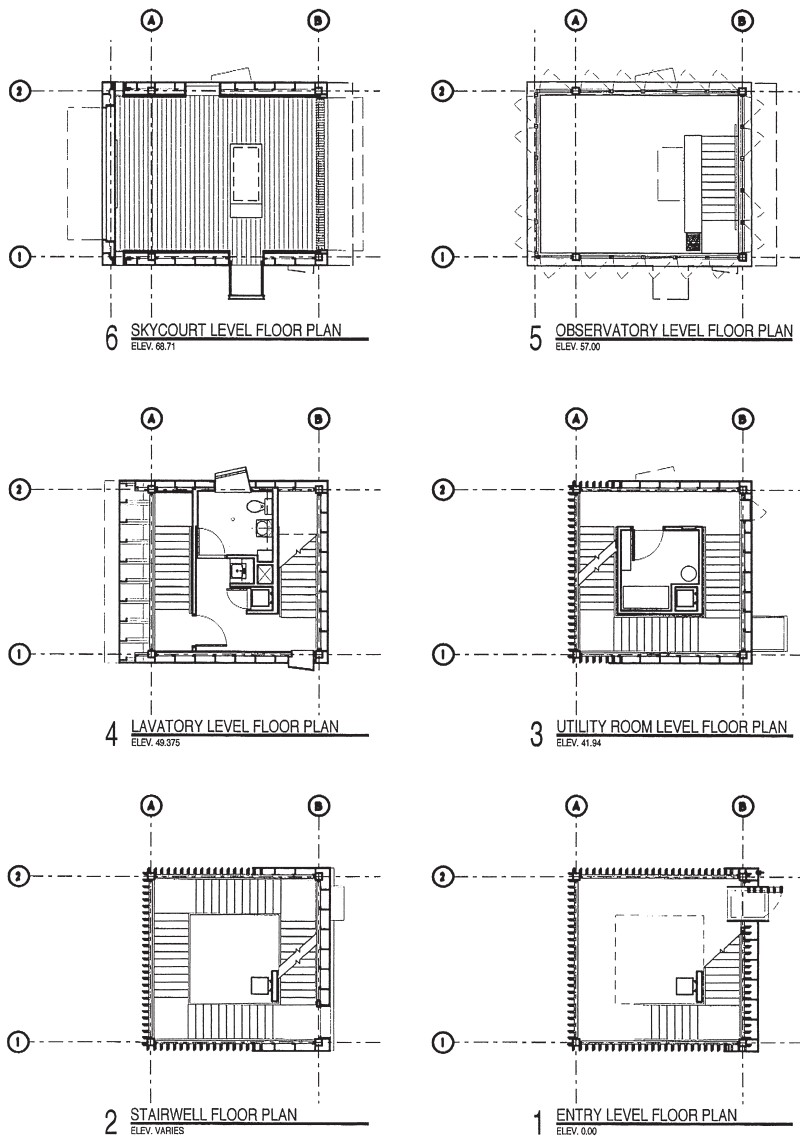 A B
A B
2
2
1
1
6 SKYCOURT LEVEL FLOOR PLAN
ELEV. 68.71
5 OBSERVATORY LEVEL FLOOR PLAN
ELEV. 57.00
A B
A B
2
2
1
1
4 LAVATORY LEVEL FLOOR PLAN
ELEV. 49.375
3 UTILITY ROOM LEVEL FLOOR PLAN
ELEV. 41.94
A B
A B
2
2
1
1
2 STAIRWELL FLOOR PLAN
ELEV. VARIES
1 ENTRY LEVEL FLOOR PLAN
ELEV. 0.00